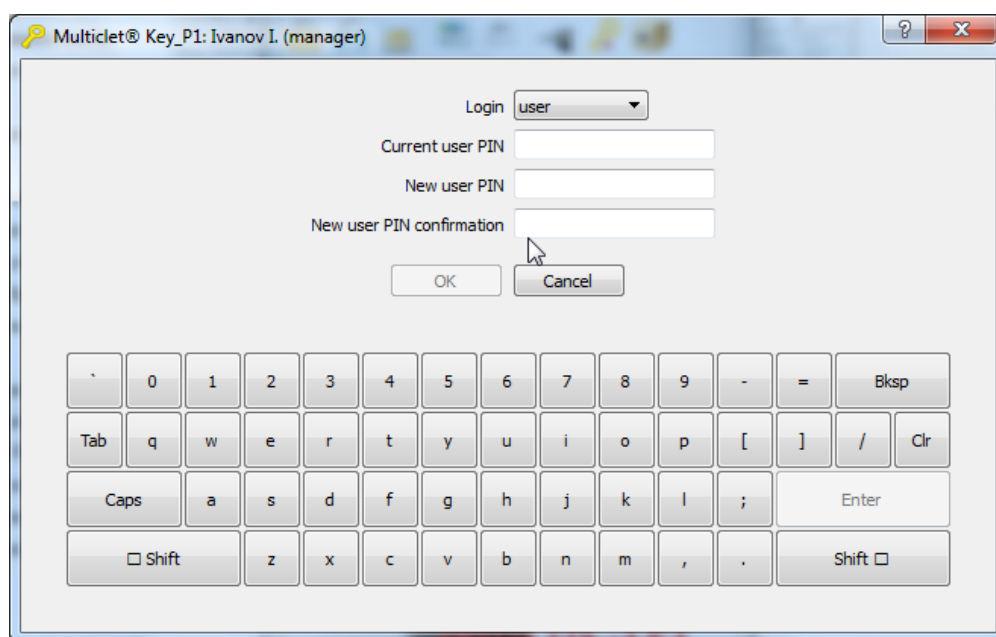 Multiclet® Key_P1: Ivanov I. (manager)
Login user
Current user PIN
New user PIN
New user PIN confirmation
OK Cancel
` 0 1 2 3 4 5 6 7 8 9 - = Bksp
Tab q w e r t y u i o p [ ] / Clr
Caps a s d f g h j k l ; Enter
□ Shift z x c v b n m , . Shift □